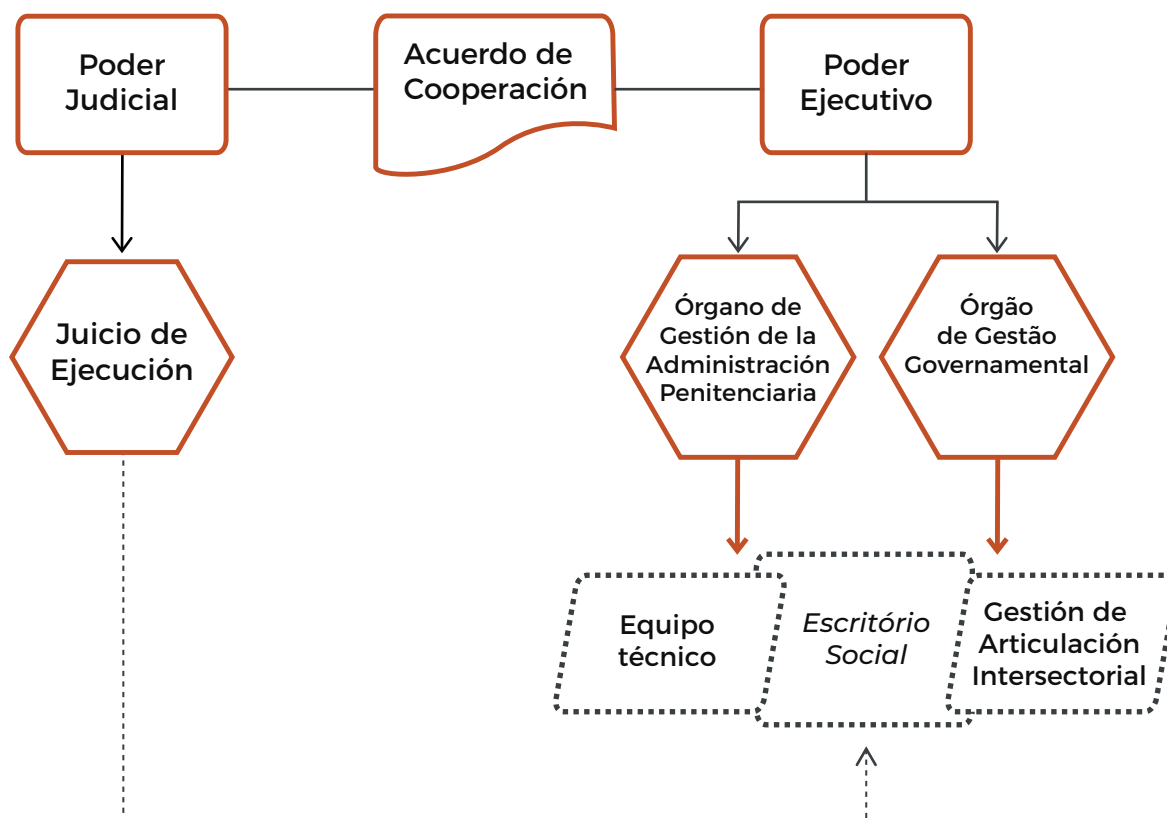 Poder
Judicial
Acuerdo de
Cooperación
Poder
Ejecutivo
Juicio de
Ejecución
Órgano de
Gestión de la
Administración
Penitenciaria
Órgão
de Gestão
Governamental
Equipo
técnico
Escritório
Social
Gestión de
Articulación
Intersectorial